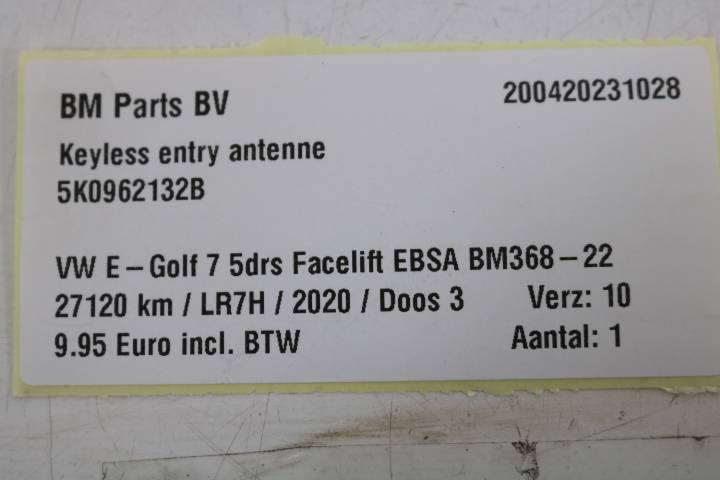 BM Parts BV 200420231028
Keyless entry antenne
5K0962132B
VW E-Golf 7 5drs Facelift EBSA BM368-22
27120 km / LR7H / 2020 / Doos 3 Verz: 10
9.95 Euro incl. BTW Aantal: 1